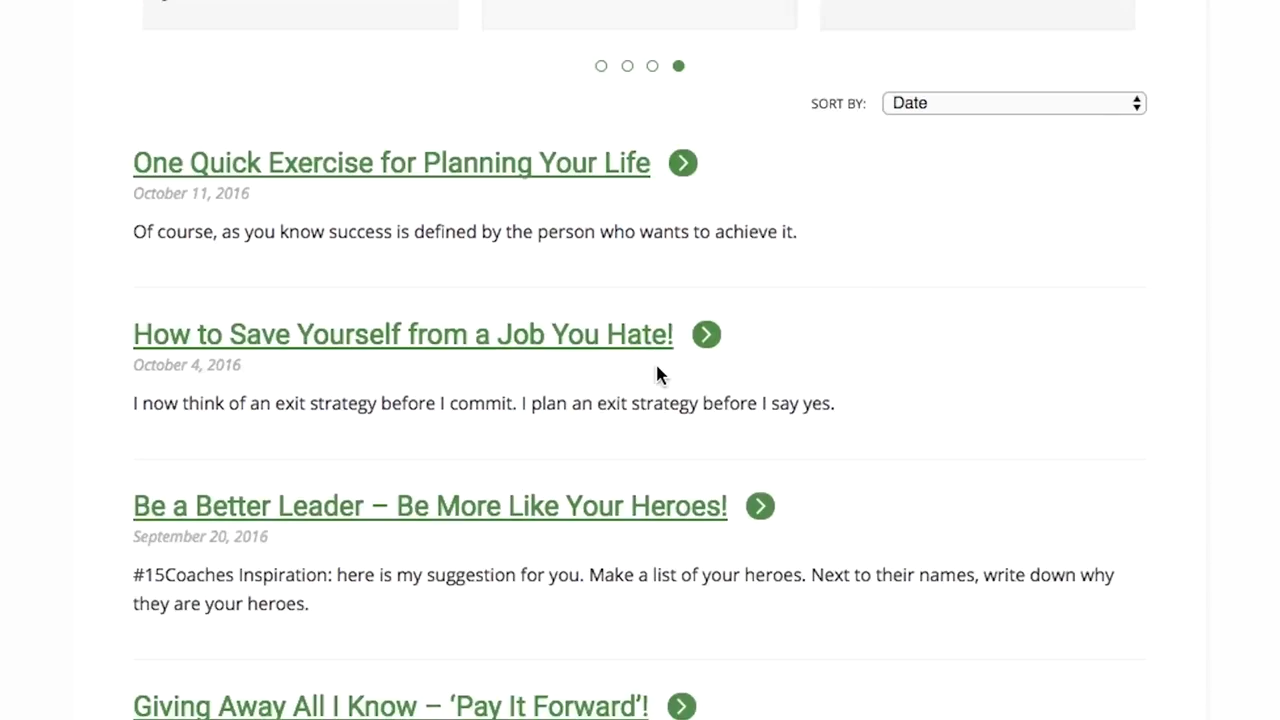 SORT BY: Date
One Quick Exercise for Planning Your Life
October 11, 2016
Of course, as you know success is defined by the person who wants to achieve it.
How to Save Yourself from a Job You Hate!
October 4, 2016
I now think of an exit strategy before I commit. I plan an exit strategy before I say yes.
Be a Better Leader – Be More Like Your Heroes!
September 20, 2016
#15Coaches Inspiration: here is my suggestion for you. Make a list of your heroes. Next to their names, write down why
they are your heroes.
Giving Away All I Know – ‘Pay It Forward’!